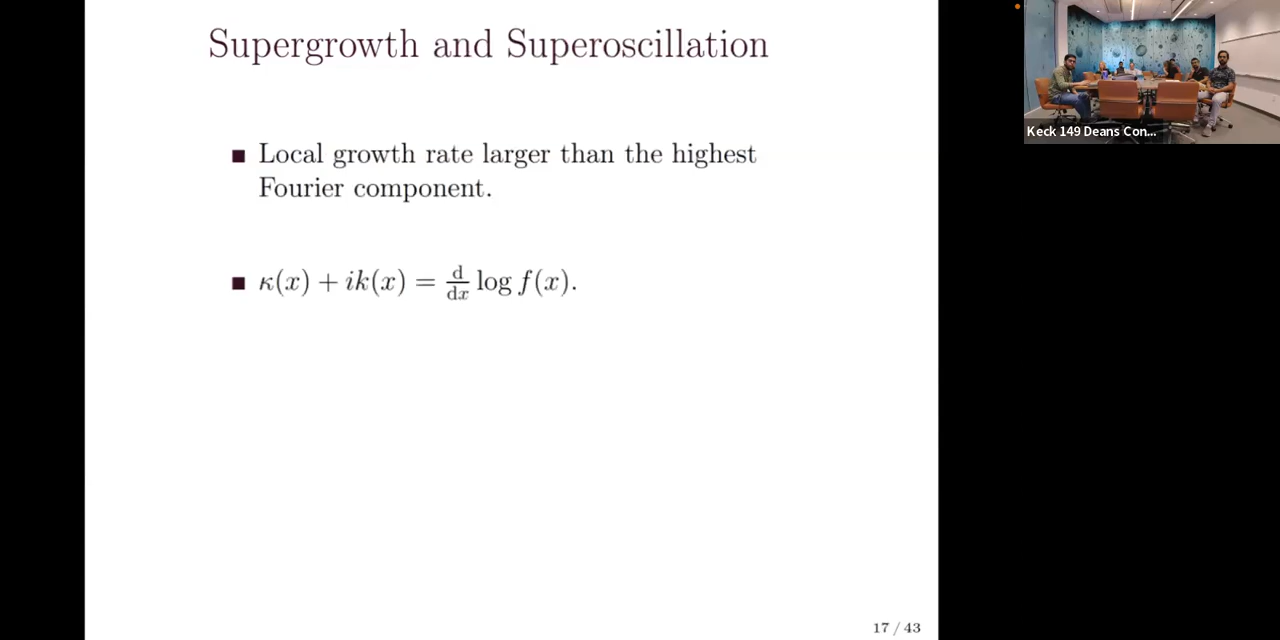 Supergrowth and Superoscillation
Keck 149 Deans Con...
■ Local growth rate larger than the highest
Fourier component.
■ κ(x) + ik(x) = d/dx log f(x).
17 / 43